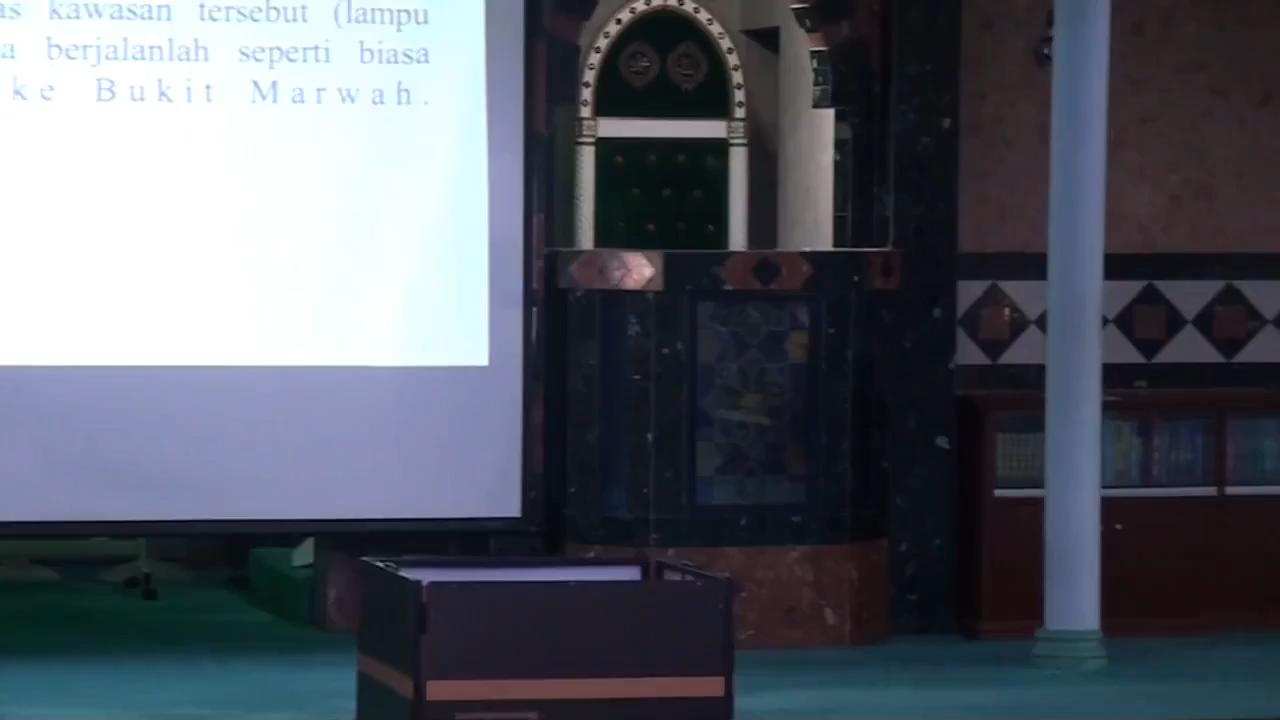 kawasan tersebut (lampu
berjalanlah seperti biasa
ke Bukit Marwah.